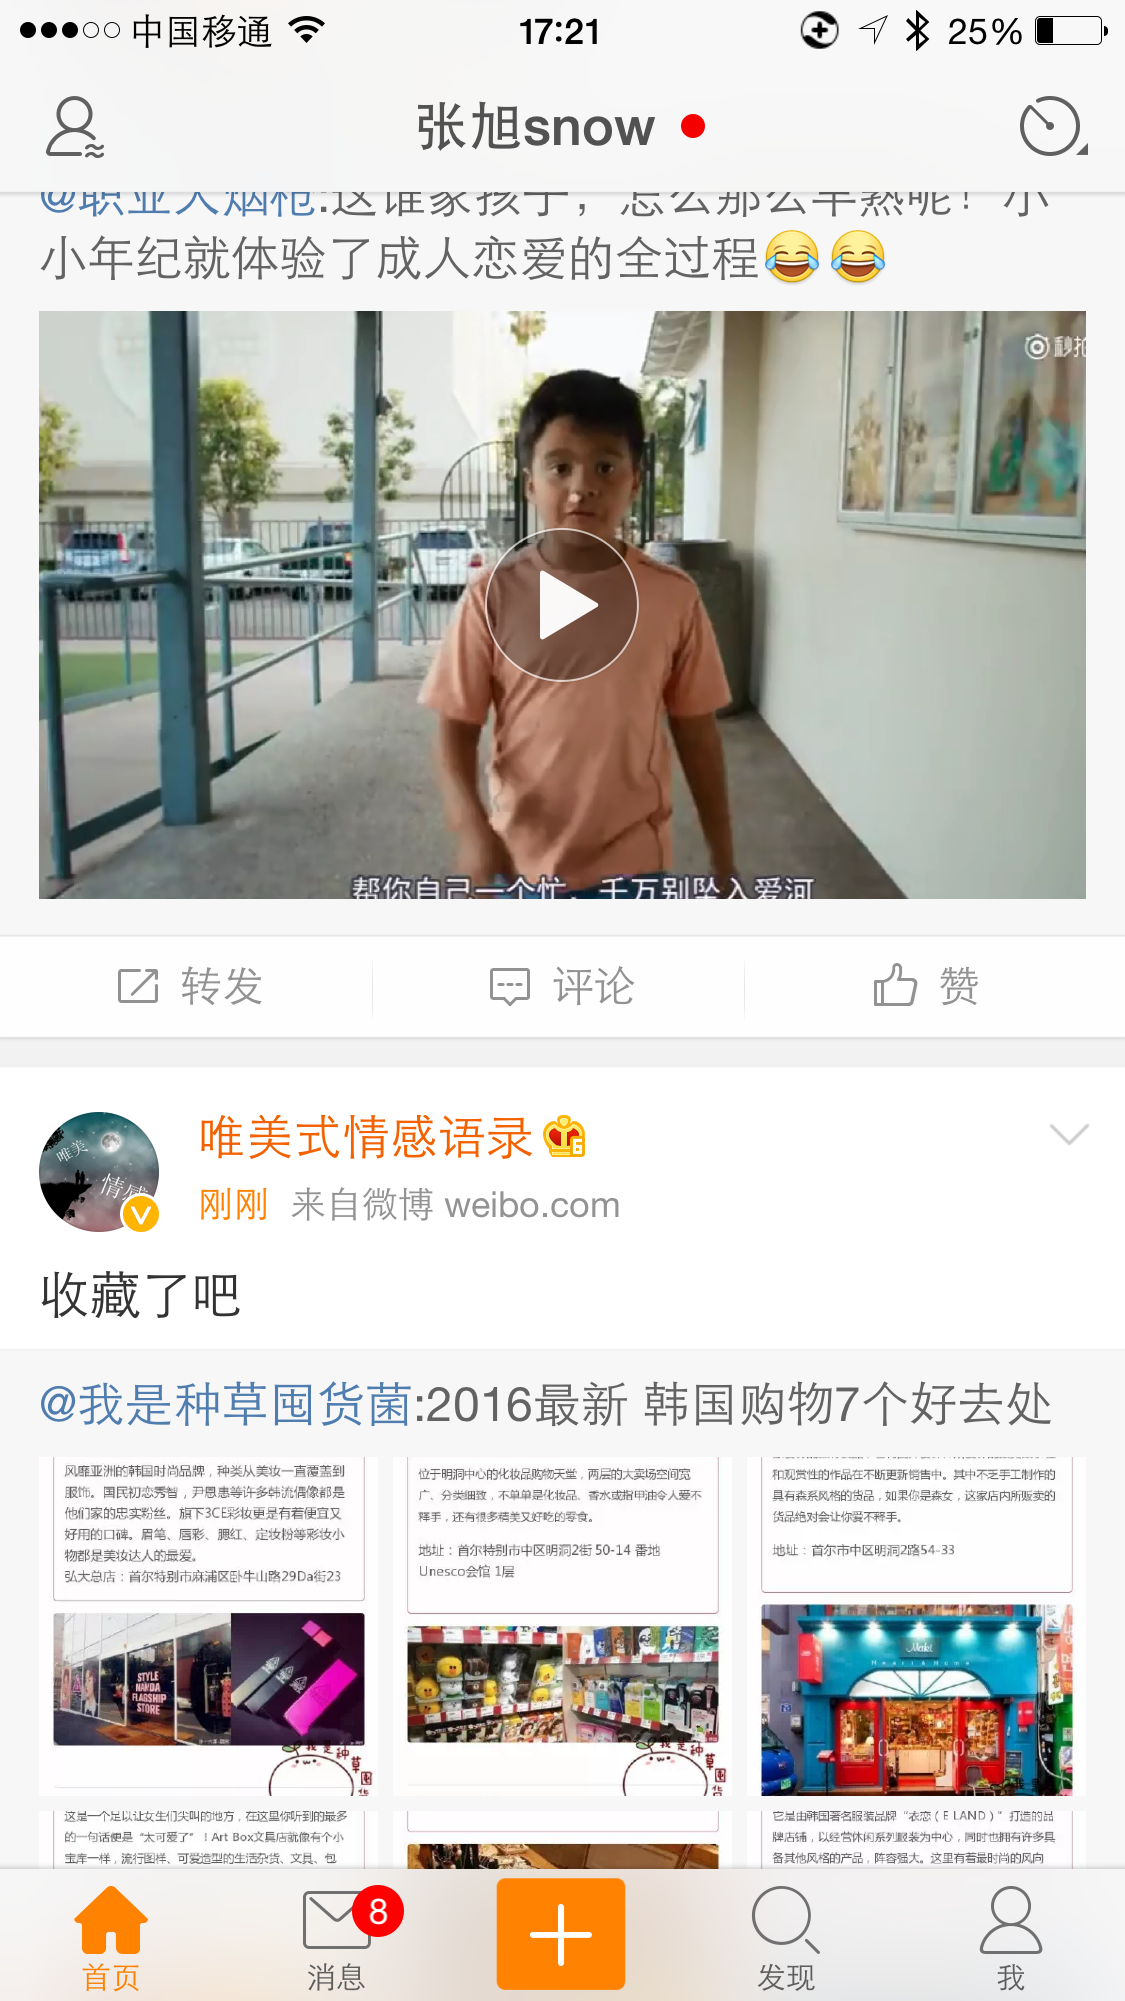 中国移通 17:21 25%
张旭snow
@职业大烟枪:这谁家孩子，怎么那么早熟呢！小
小年纪就体验了成人恋爱的全过程😂😂
秒拍
帮你自己一个忙，千万别坠入爱河
转发 评论 赞
唯美
情感
唯美式情感语录
刚刚 来自微博 weibo.com
收藏了吧
@我是种草囤货菌:2016最新 韩国购物7个好去处
风靡亚洲的韩国时尚品牌，种类从美妆一直覆盖到
服饰。国民初恋秀智，尹恩惠等许多韩流偶像都是
他们家的忠实粉丝。旗下3CE彩妆更是有着便宜又
好用的口碑。眉笔、唇彩、腮红、定妆粉等彩妆小
物都是美妆达人的最爱。
弘大总店：首尔特别市麻浦区卧牛山路29Da街23
STYLE
NANDA
FLAGSHIP
STORE
我是种草囤货
位于明洞中心的化妆品购物天堂，两层的大卖场空间宽
广、分类细致，不单单是化妆品、香水或指甲油令人爱不
释手，还有很多精美又好吃的零食。
地址：首尔特别市中区明洞2街 50-14 番地
Unesco会馆 1层
我是种草囤货
和观赏性的作品在不断更新销售中。其中不乏手工制作的
具有森系风格的货品，如果你是森女，这家店内所贩卖的
货品绝对会让你爱不释手。
地址：首尔市中区明洞2路54-33
Heart & Home
这是一个足以让女生们尖叫的地方，在这里你听到的最多
的一句话便是“太可爱了”！Art Box文具店就像有个小
宝库一样，流行图样、可爱造型的生活杂货、文具、包
它是由韩国著名服装品牌“衣恋（E LAND）”打造的品
牌店铺，以经营休闲系列服装为中心，同时也拥有许多具
备其他风格的产品，阵容强大。这里有着最时尚的风向
首页 消息 8 发现 我